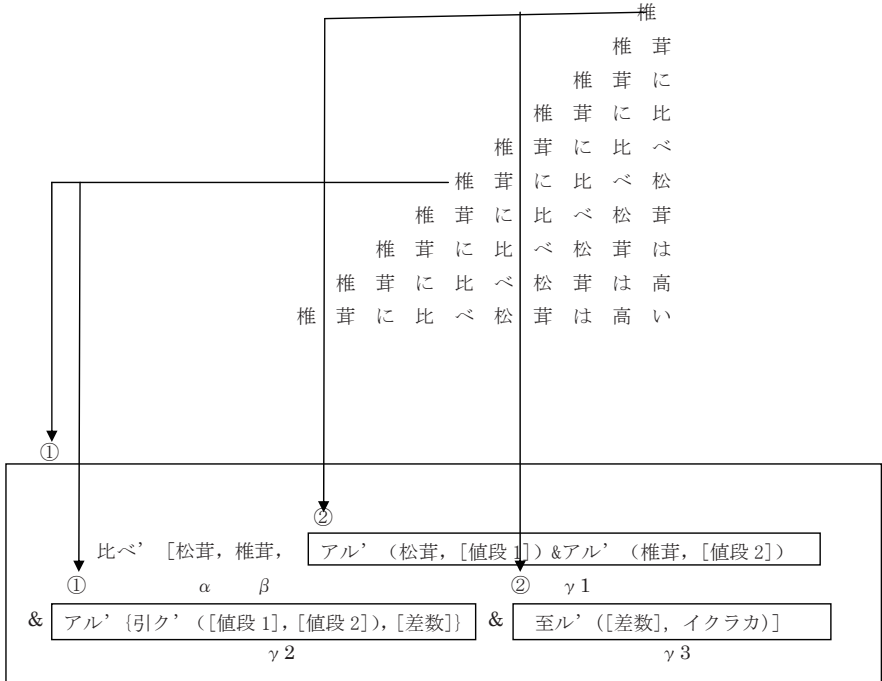 椎
椎 茸
椎 茸 に
椎 茸 に 比
椎 茸 に 比 べ
椎 茸 に 比 べ 松
椎 茸 に 比 べ 松 茸
椎 茸 に 比 べ 松 茸 は
椎 茸 に 比 べ 松 茸 は 高
椎 茸 に 比 べ 松 茸 は 高 い
①
②
比べ’ [松茸, 椎茸, アル’ (松茸, [値段 1]) &アル’ (椎茸, [値段 2])
① α β ② γ1
& アル’ {引ク’ ([値段 1], [値段 2]), [差数]} & 至ル’ ([差数], イクラカ)]
γ2 γ3